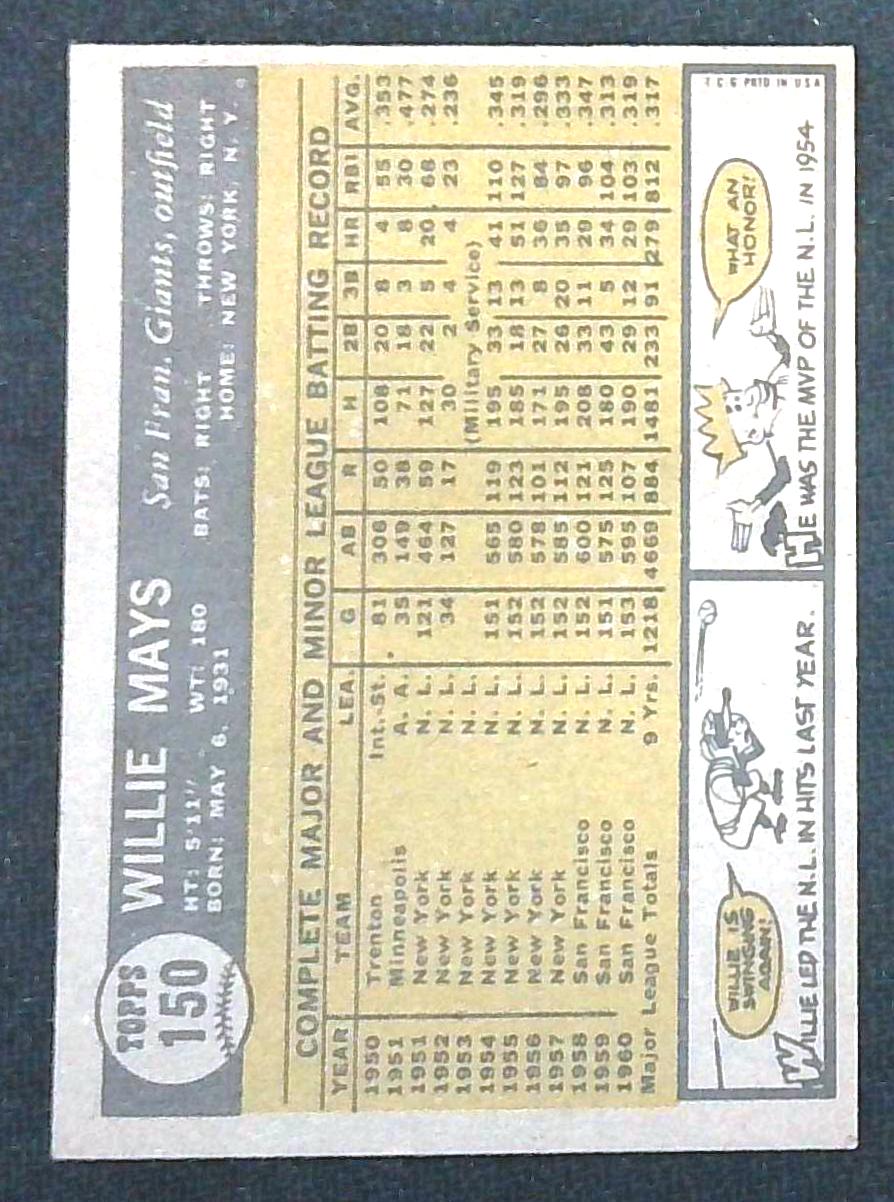 TOPPS
150
WILLIE MAYS San Fran. Giants, outfield
HT: 5'11" WT: 180 BATS: RIGHT THROWS: RIGHT
BORN: MAY 6, 1931 HOME: NEW YORK, N. Y.
COMPLETE MAJOR AND MINOR LEAGUE BATTING RECORD
YEAR TEAM LEA. G AB R H 2B 3B HR RBI AVG.
1950 Trenton Int. St. 81 306 50 108 20 8 4 55 .353
1951 Minneapolis A. A. 35 149 38 71 18 3 8 30 .477
1951 New York N. L. 121 464 59 127 22 5 20 68 .274
1952 New York N. L. 34 127 17 30 2 4 4 23 .236
1953 New York N. L. (Military Service)
1954 New York N. L. 151 565 119 195 33 13 41 110 .345
1955 New York N. L. 152 580 123 185 18 13 51 127 .319
1956 New York N. L. 152 578 101 171 27 8 36 84 .296
1957 New York N. L. 152 585 112 195 26 20 35 97 .333
1958 San Francisco N. L. 152 600 121 208 33 11 29 96 .347
1959 San Francisco N. L. 151 575 125 180 43 5 34 104 .313
1960 San Francisco N. L. 153 595 107 190 29 12 29 103 .319
Major League Totals 9 Yrs. 1218 4669 884 1481 233 91 279 812 .317
WILLIE IS
SWINGING
AGAIN!
WILLIE LED THE N.L. IN HITS LAST YEAR.
WHAT AN
HONOR!
HE WAS THE MVP OF THE N.L. IN 1954
T.C.G. PRTD IN USA